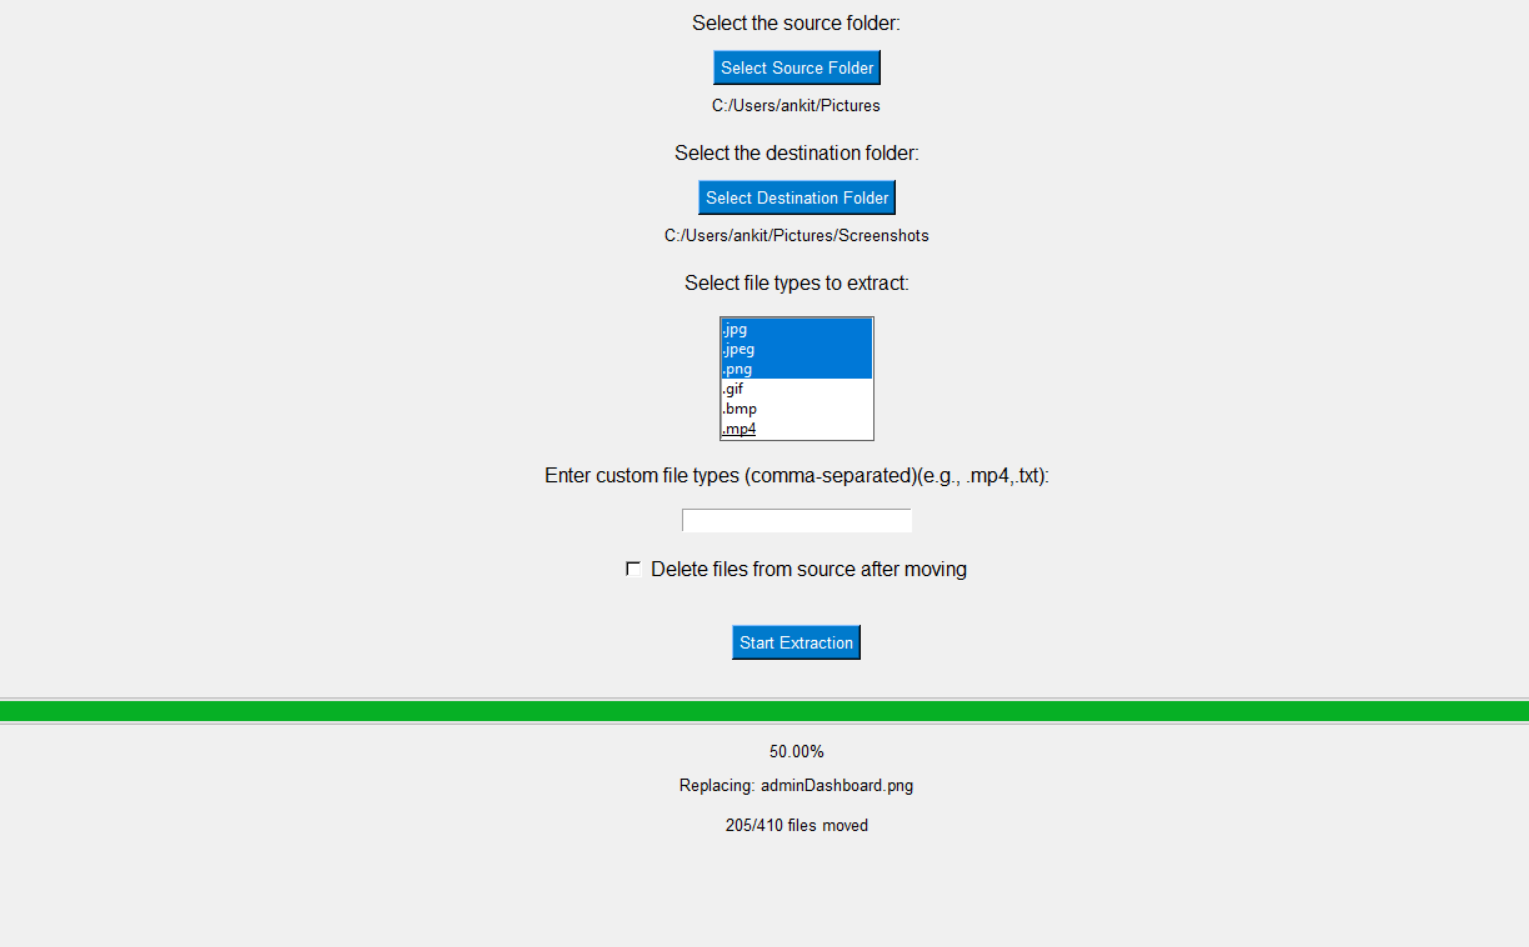 Select the source folder:
Select Source Folder
C:/Users/ankit/Pictures
Select the destination folder:
Select Destination Folder
C:/Users/ankit/Pictures/Screenshots
Select file types to extract:
.jpg
.jpeg
.png
.gif
.bmp
.mp4
Enter custom file types (comma-separated)(e.g., .mp4,.txt):
Delete files from source after moving
Start Extraction
50.00%
Replacing: adminDashboard.png
205/410 files moved